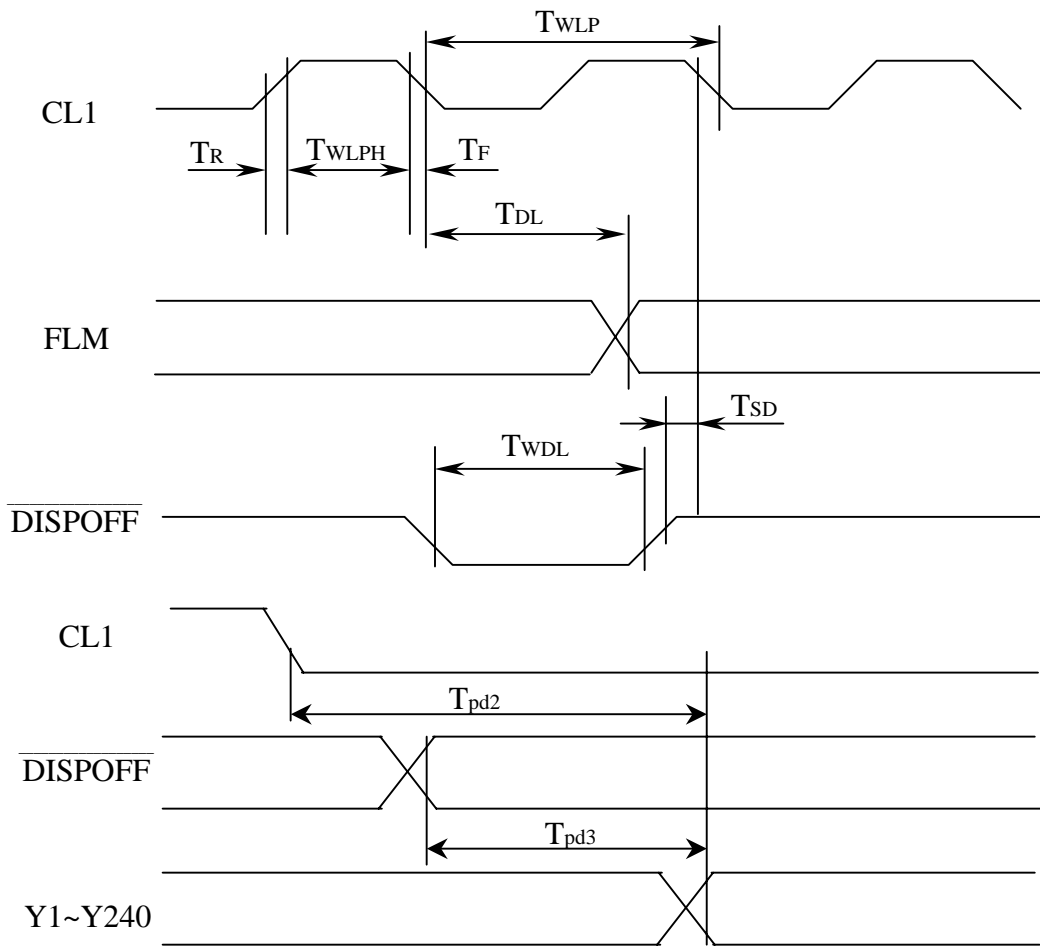 TWLP
CL1
TR
TWLPH
TF
TDL
FLM
TSD
TWDL
DISPOFF
CL1
Tpd2
DISPOFF
Tpd3
Y1~Y240